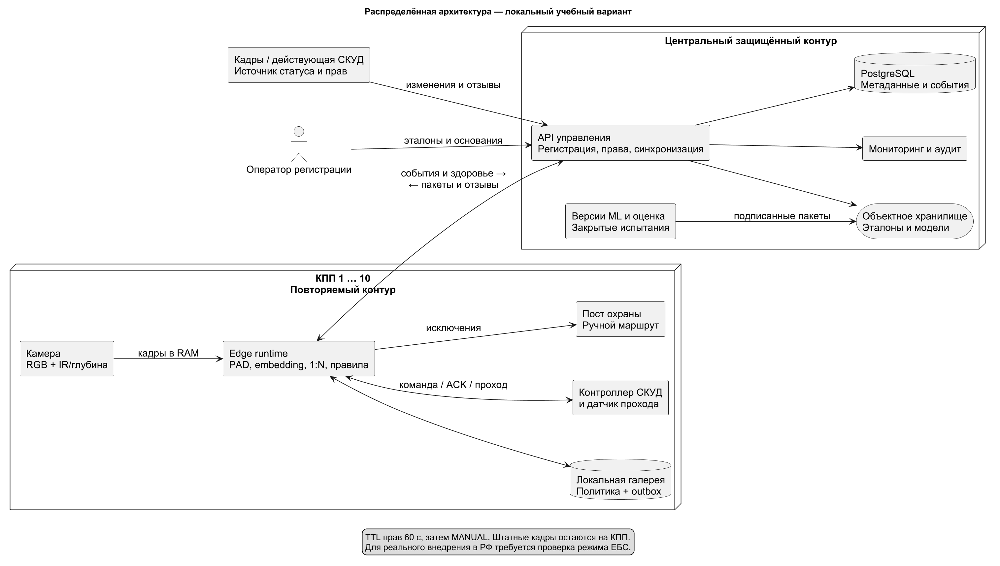 Распределённая архитектура — локальный учебный вариант
Центральный защищённый контур
Кадры / действующая СКУД
Источник статуса и прав
изменения и отзывы
PostgreSQL
Метаданные и события
Оператор регистрации
эталоны и основания
API управления
Регистрация, права, синхронизация
Мониторинг и аудит
события и здоровье →
← пакеты и отзывы
Версии ML и оценка
Закрытые испытания
подписанные пакеты
Объектное хранилище
Эталоны и модели
КПП 1 … 10
Повторяемый контур
Камера
RGB + IR/глубина
кадры в RAM
Edge runtime
PAD, embedding, 1:N, правила
исключения
Пост охраны
Ручной маршрут
команда / ACK / проход
Контроллер СКУД
и датчик прохода
Локальная галерея
Политика + outbox
TTL прав 60 с, затем MANUAL. Штатные кадры остаются на КПП.
Для реального внедрения в РФ требуется проверка режима ЕБС.